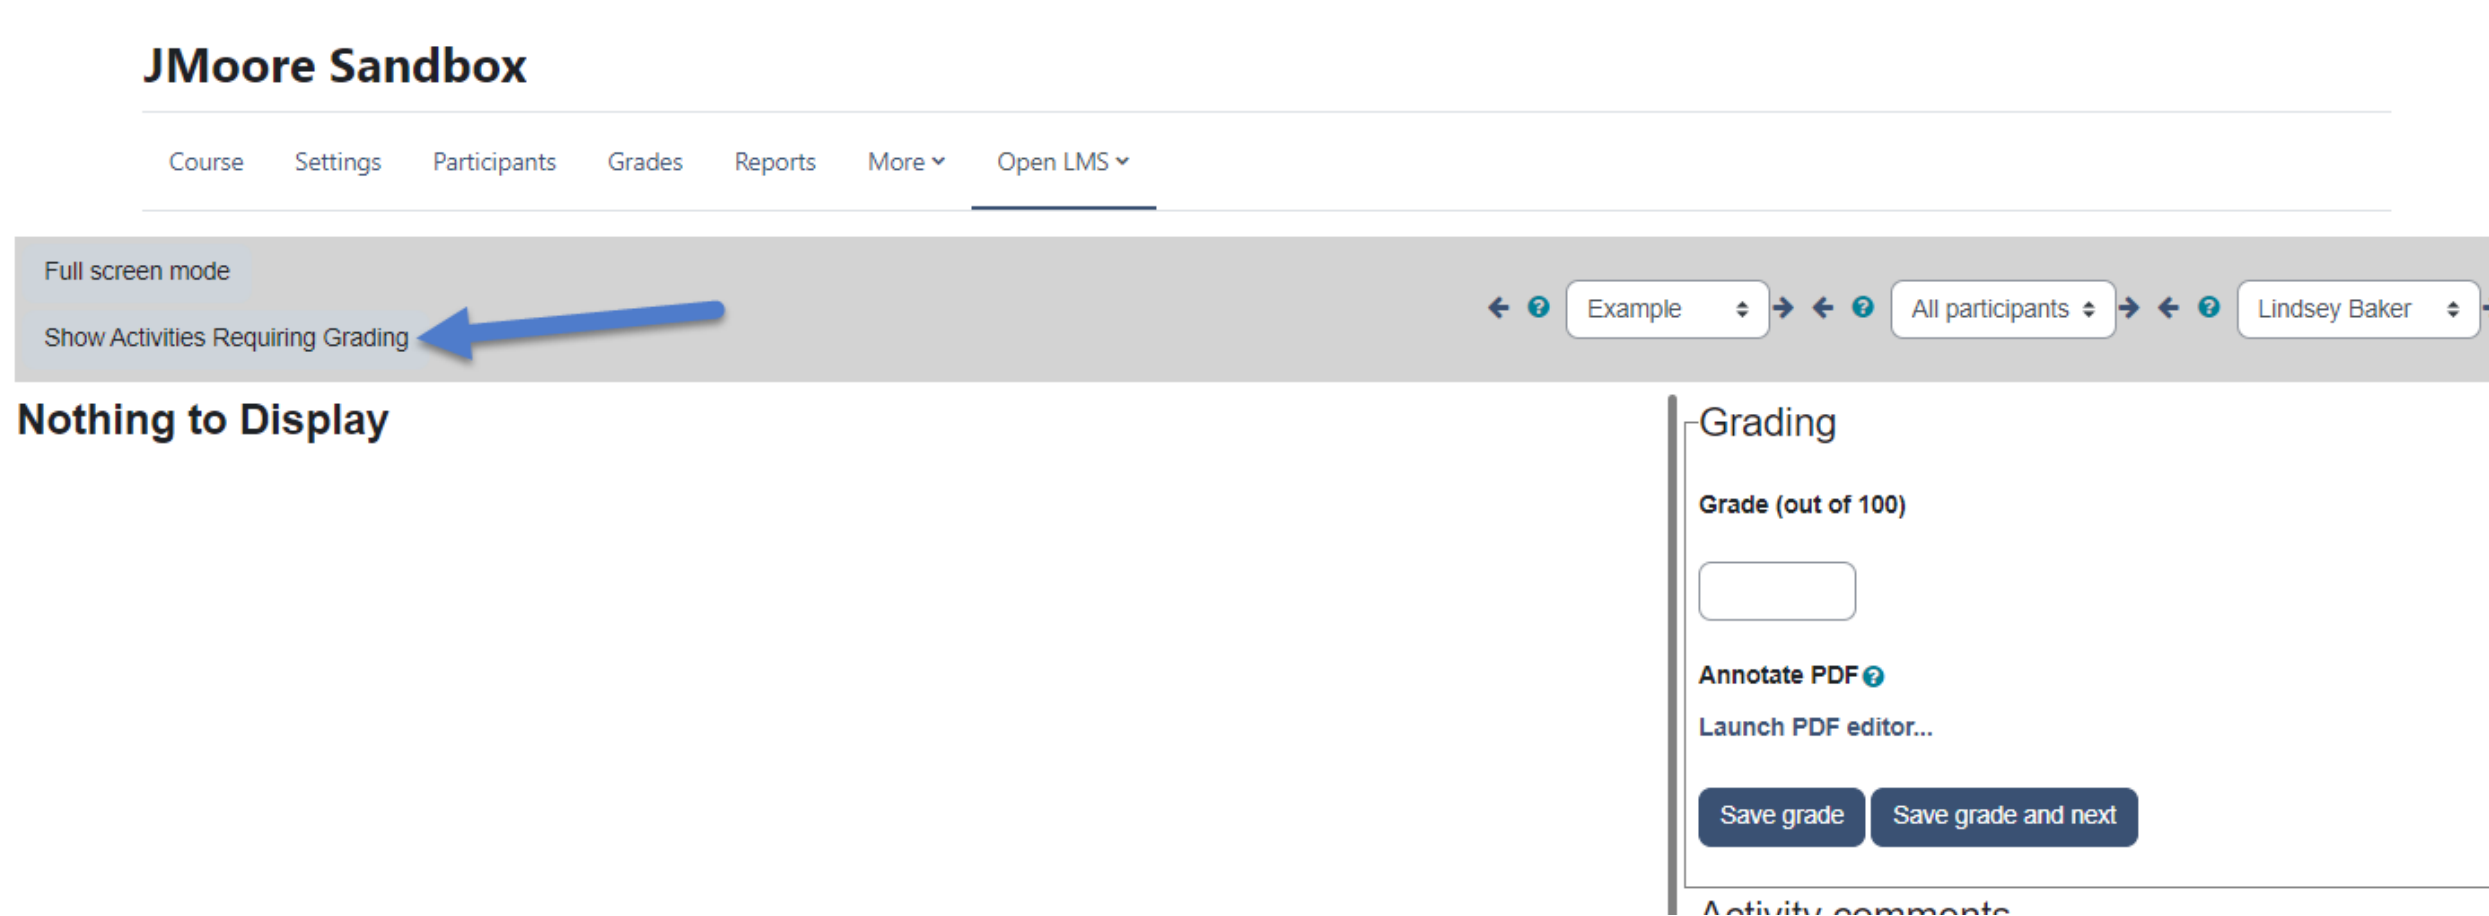 JMoore Sandbox
Course Settings Participants Grades Reports More Open LMS
Full screen mode
Show Activities Requiring Grading
Example All participants Lindsey Baker
Nothing to Display
Grading
Grade (out of 100)
Annotate PDF
Launch PDF editor...
Save grade Save grade and next
Activity comments